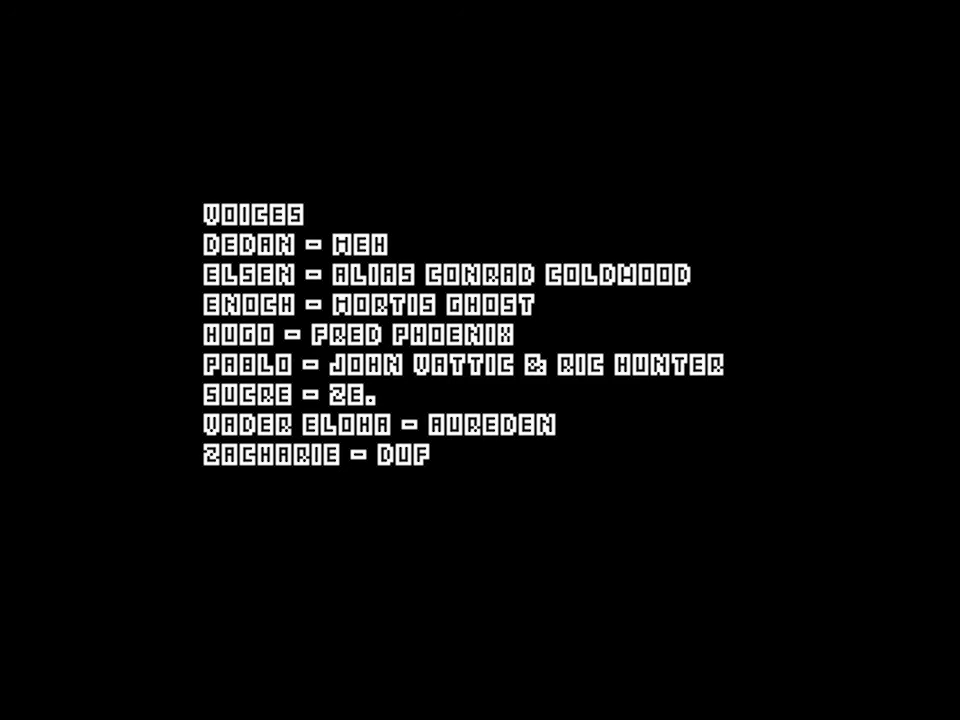 VOICES
DEDAN - MEH
ELSEN - ALIAS CONRAD COLDWOOD
ENOCH - MORTIS GHOST
HUGO - FRED PHOENIX
PABLO - JOHN VATTIC & RIC HUNTER
SUCRE - ZE.
VADER ELOHA - AUREDEN
ZACHARIE - DUF